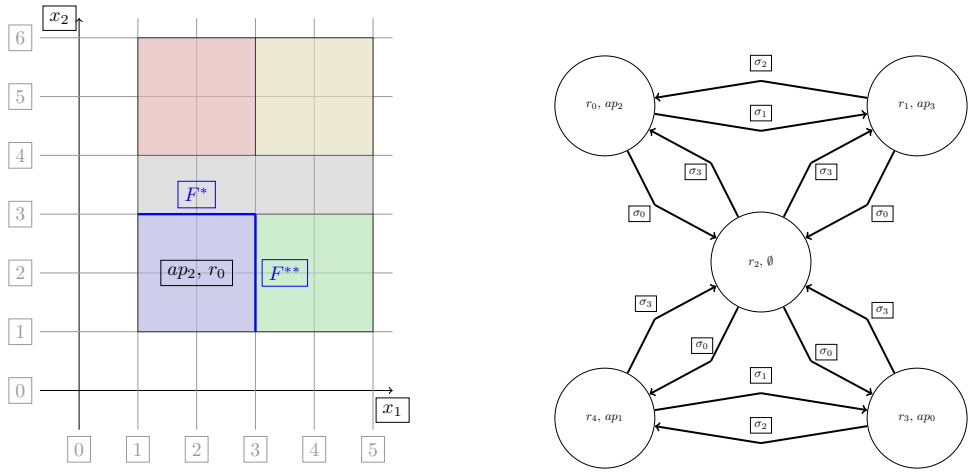 x₂
6
5
4
3
2
1
0
F*
ap₂, r₀
F**
x₁
0 1 2 3 4 5
σ₂
r₀, ap₂
r₁, ap₃
σ₁
σ₃
σ₃
σ₀
σ₀
r₂, ∅
σ₃
σ₃
σ₀
σ₀
σ₁
r₄, ap₁
r₃, ap₀
σ₂